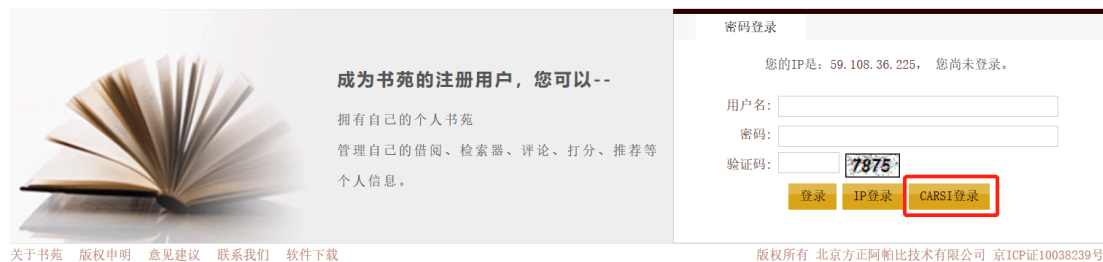 密码登录
您的IP是：59.108.36.225， 您尚未登录。
成为书苑的注册用户，您可以--
拥有自己的个人书苑
管理自己的借阅、检索器、评论、打分、推荐等
个人信息。
用户名:
密码:
验证码: 7875
登录 IP登录 CARSI登录
关于书苑 版权申明 意见建议 联系我们 软件下载
版权所有 北京方正阿帕比技术有限公司 京ICP证10038239号